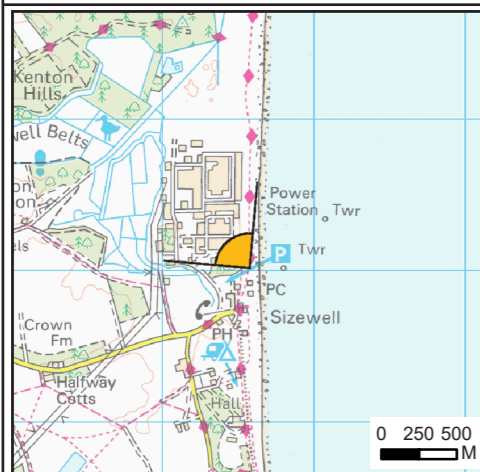 Kenton
Hills
well Belts
on
on
els
Power
Station
Twr
P
Twr
PC
Sizewell
Crown
Fm
PH
Halfway
Cotts
Hall
0 250 500
M